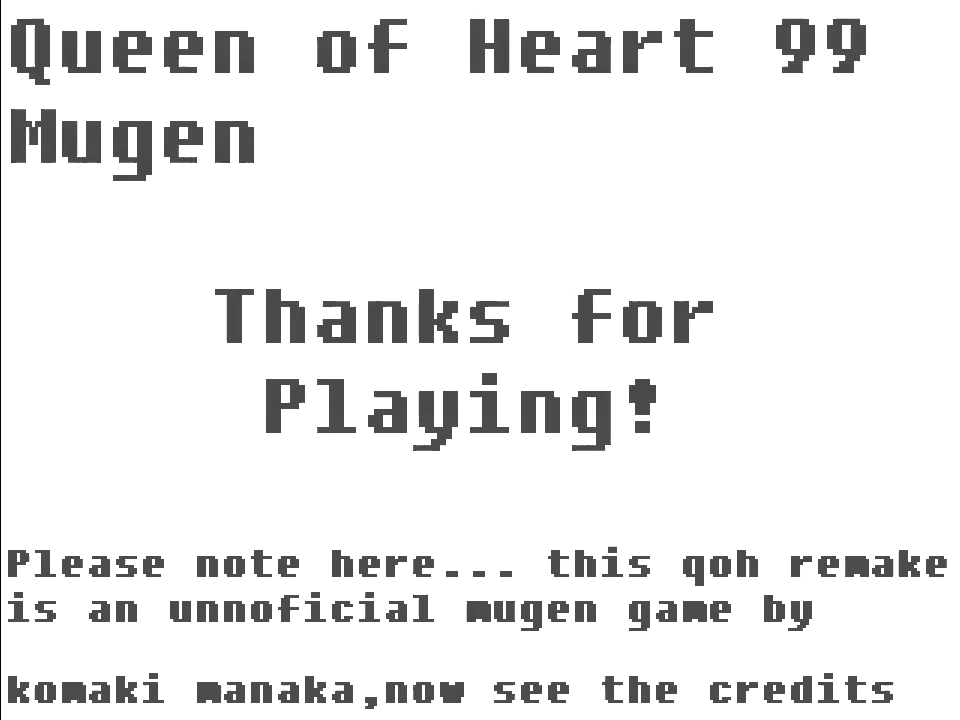 Queen of Heart 99
Mugen
Thanks for
Playing!
Please note here... this qoh remake
is an unnoficial mugen game by
komaki manaka,now see the credits